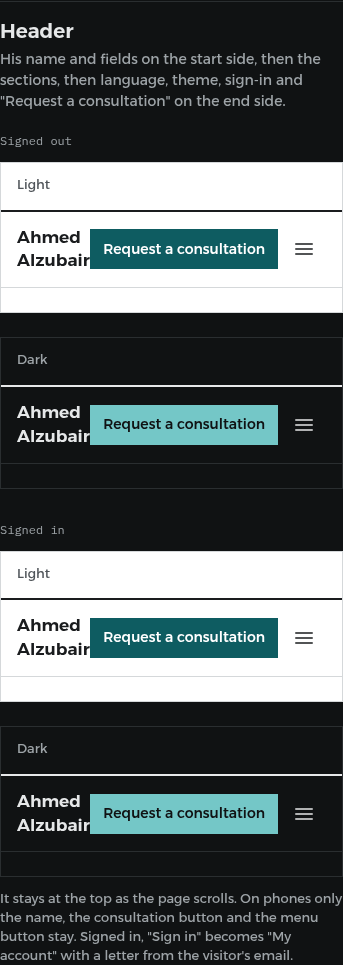 Header
His name and fields on the start side, then the
sections, then language, theme, sign-in and
"Request a consultation" on the end side.
Signed out
Light
Ahmed
Alzubair
Request a consultation
Dark
Ahmed
Alzubair
Request a consultation
Signed in
Light
Ahmed
Alzubair
Request a consultation
Dark
Ahmed
Alzubair
Request a consultation
It stays at the top as the page scrolls. On phones only
the name, the consultation button and the menu
button stay. Signed in, "Sign in" becomes "My
account" with a letter from the visitor's email.